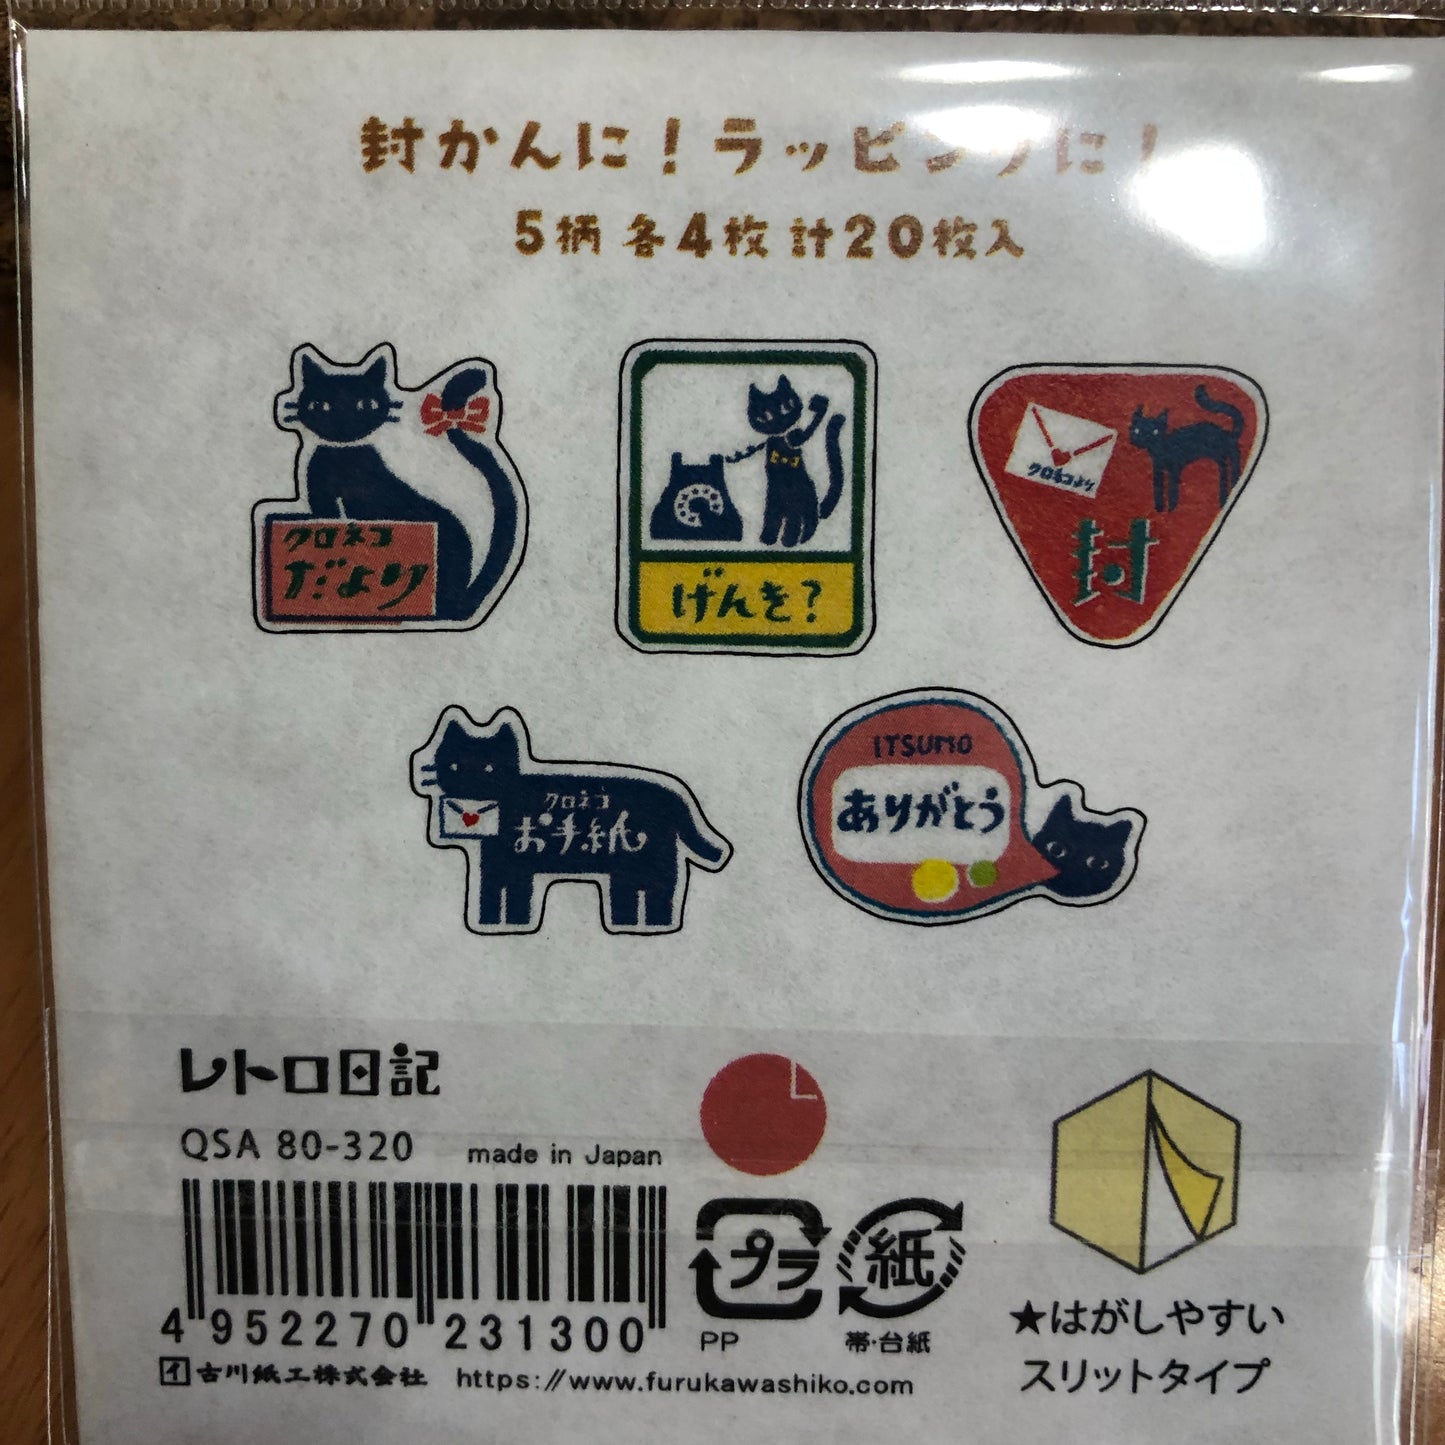 封かんに！ラッピングに！
5柄 各4枚 計20枚入
クロネコ
だより
ネッコ
げんき？
クロネコより
封
クロネコ
お手紙
ITSUMO
ありがとう
レトロ日記
QSA 80-320
made in Japan
4 952270 231300
プラ
PP
紙
帯・台紙
★はがしやすい
スリットタイプ
イ 古川紙工株式会社
https://www.furukawashiko.com